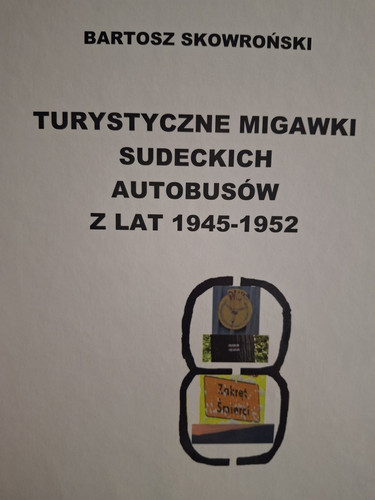 BARTOSZ SKOWROŃSKI
TURYSTYCZNE MIGAWKI
SUDECKICH
AUTOBUSÓW
Z LAT 1945-1952
Zakręt
Śmierci